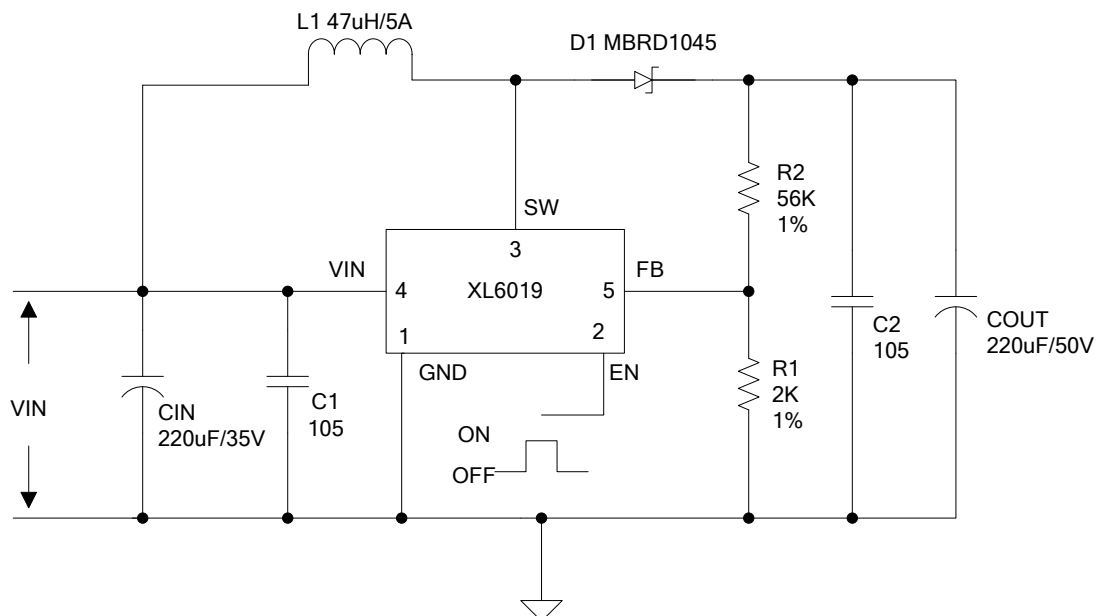 L1 47uH/5A
D1 MBRD1045
R2
56K
1%
SW
3
VIN
FB
4
XL6019
5
1
2
GND
EN
C2
105
COUT
220uF/50V
R1
2K
1%
VIN
CIN
220uF/35V
C1
105
ON
OFF